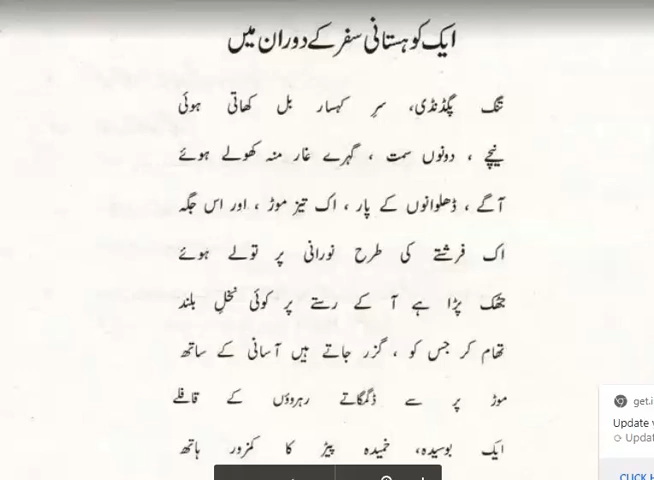 ایک کوہستانی سفر کے دوران میں
تنگ پگڈنڈی، سرِ کہسار بل کھاتی ہوئی
نیچے ، دونوں سمت ، گہرے غار منہ کھولے ہوئے
آگے ، ڈھلوانوں کے پار ، اک تیز موڑ ، اور اس جگہ
اک فرشتے کی طرح نورانی پر تولے ہوئے
جھک پڑا ہے آ کے رستے پر کوئی نخلِ بلند
تھام کر جس کو ، گزر جاتے ہیں آسانی کے ساتھ
موڑ پر سے ڈگمگاتے رہروؤں کے قافلے
ایک بوسیدہ، خمیدہ پیڑ کا کمزور ہاتھ
get.i
Update
Updat
CLICK H